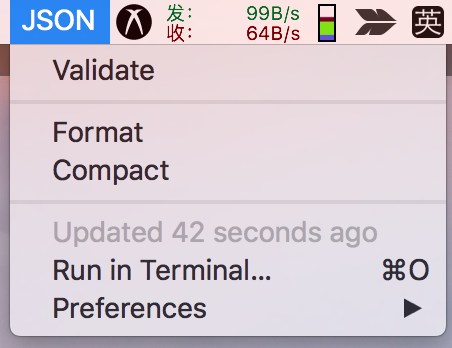 JSON
发: 99B/s
收: 64B/s
英
Validate
Format
Compact
Updated 42 seconds ago
Run in Terminal... ⌘O
Preferences ▶